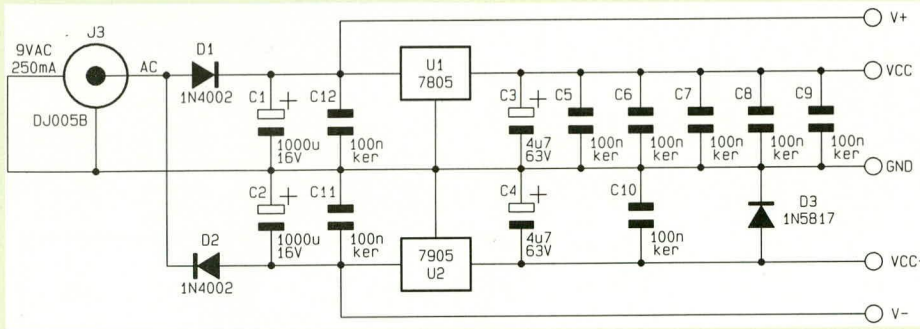 V+
J3
9VAC
250mA
AC
D1
1N4002
DJ005B
U1
7805
VCC
C1
+
1000u
16V
C12
100n
ker
C3
+
4u7
63V
C5
100n
ker
C6
100n
ker
C7
100n
ker
C8
100n
ker
C9
100n
ker
GND
C2
+
1000u
16V
C11
100n
ker
C4
+
4u7
63V
C10
100n
ker
D3
1N5817
D2
1N4002
7905
U2
VCC-
V-